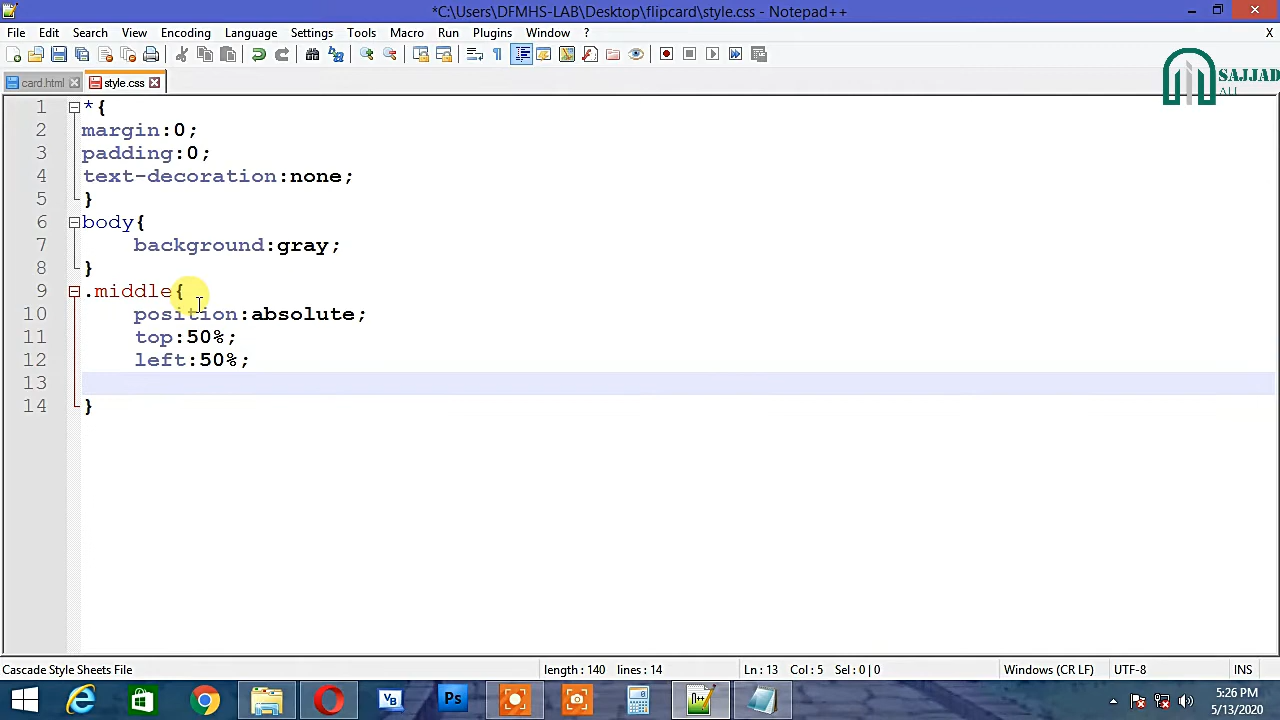 *C:\Users\DFMHS-LAB\Desktop\flipcard\style.css - Notepad++
File Edit Search View Encoding Language Settings Tools Macro Run Plugins Window ? X
card.html style.css
SAJJAD
ALI
1 *{
2 margin:0;
3 padding:0;
4 text-decoration:none;
5 }
6 body{
7 background:gray;
8 }
9 .middle{
10 position:absolute;
11 top:50%;
12 left:50%;
13
14 }
Cascade Style Sheets File length : 140 lines : 14 Ln : 13 Col : 5 Sel : 0 | 0 Windows (CR LF) UTF-8 INS
Ps
5:26 PM
5/13/2020